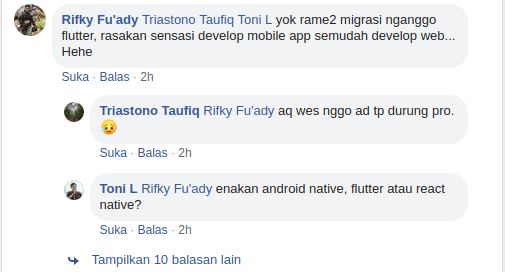 Rifky Fu'ady Triastono Taufiq Toni L yok rame2 migrasi nganggo
flutter, rasakan sensasi develop mobile app semudah develop web...
Hehe
Suka · Balas · 2h
Triastono Taufiq Rifky Fu'ady aq wes nggo ad tp durung pro.
😥
Suka · Balas · 2h
Toni L Rifky Fu'ady enakan android native, flutter atau react
native?
Suka · Balas · 2h
Tampilkan 10 balasan lain